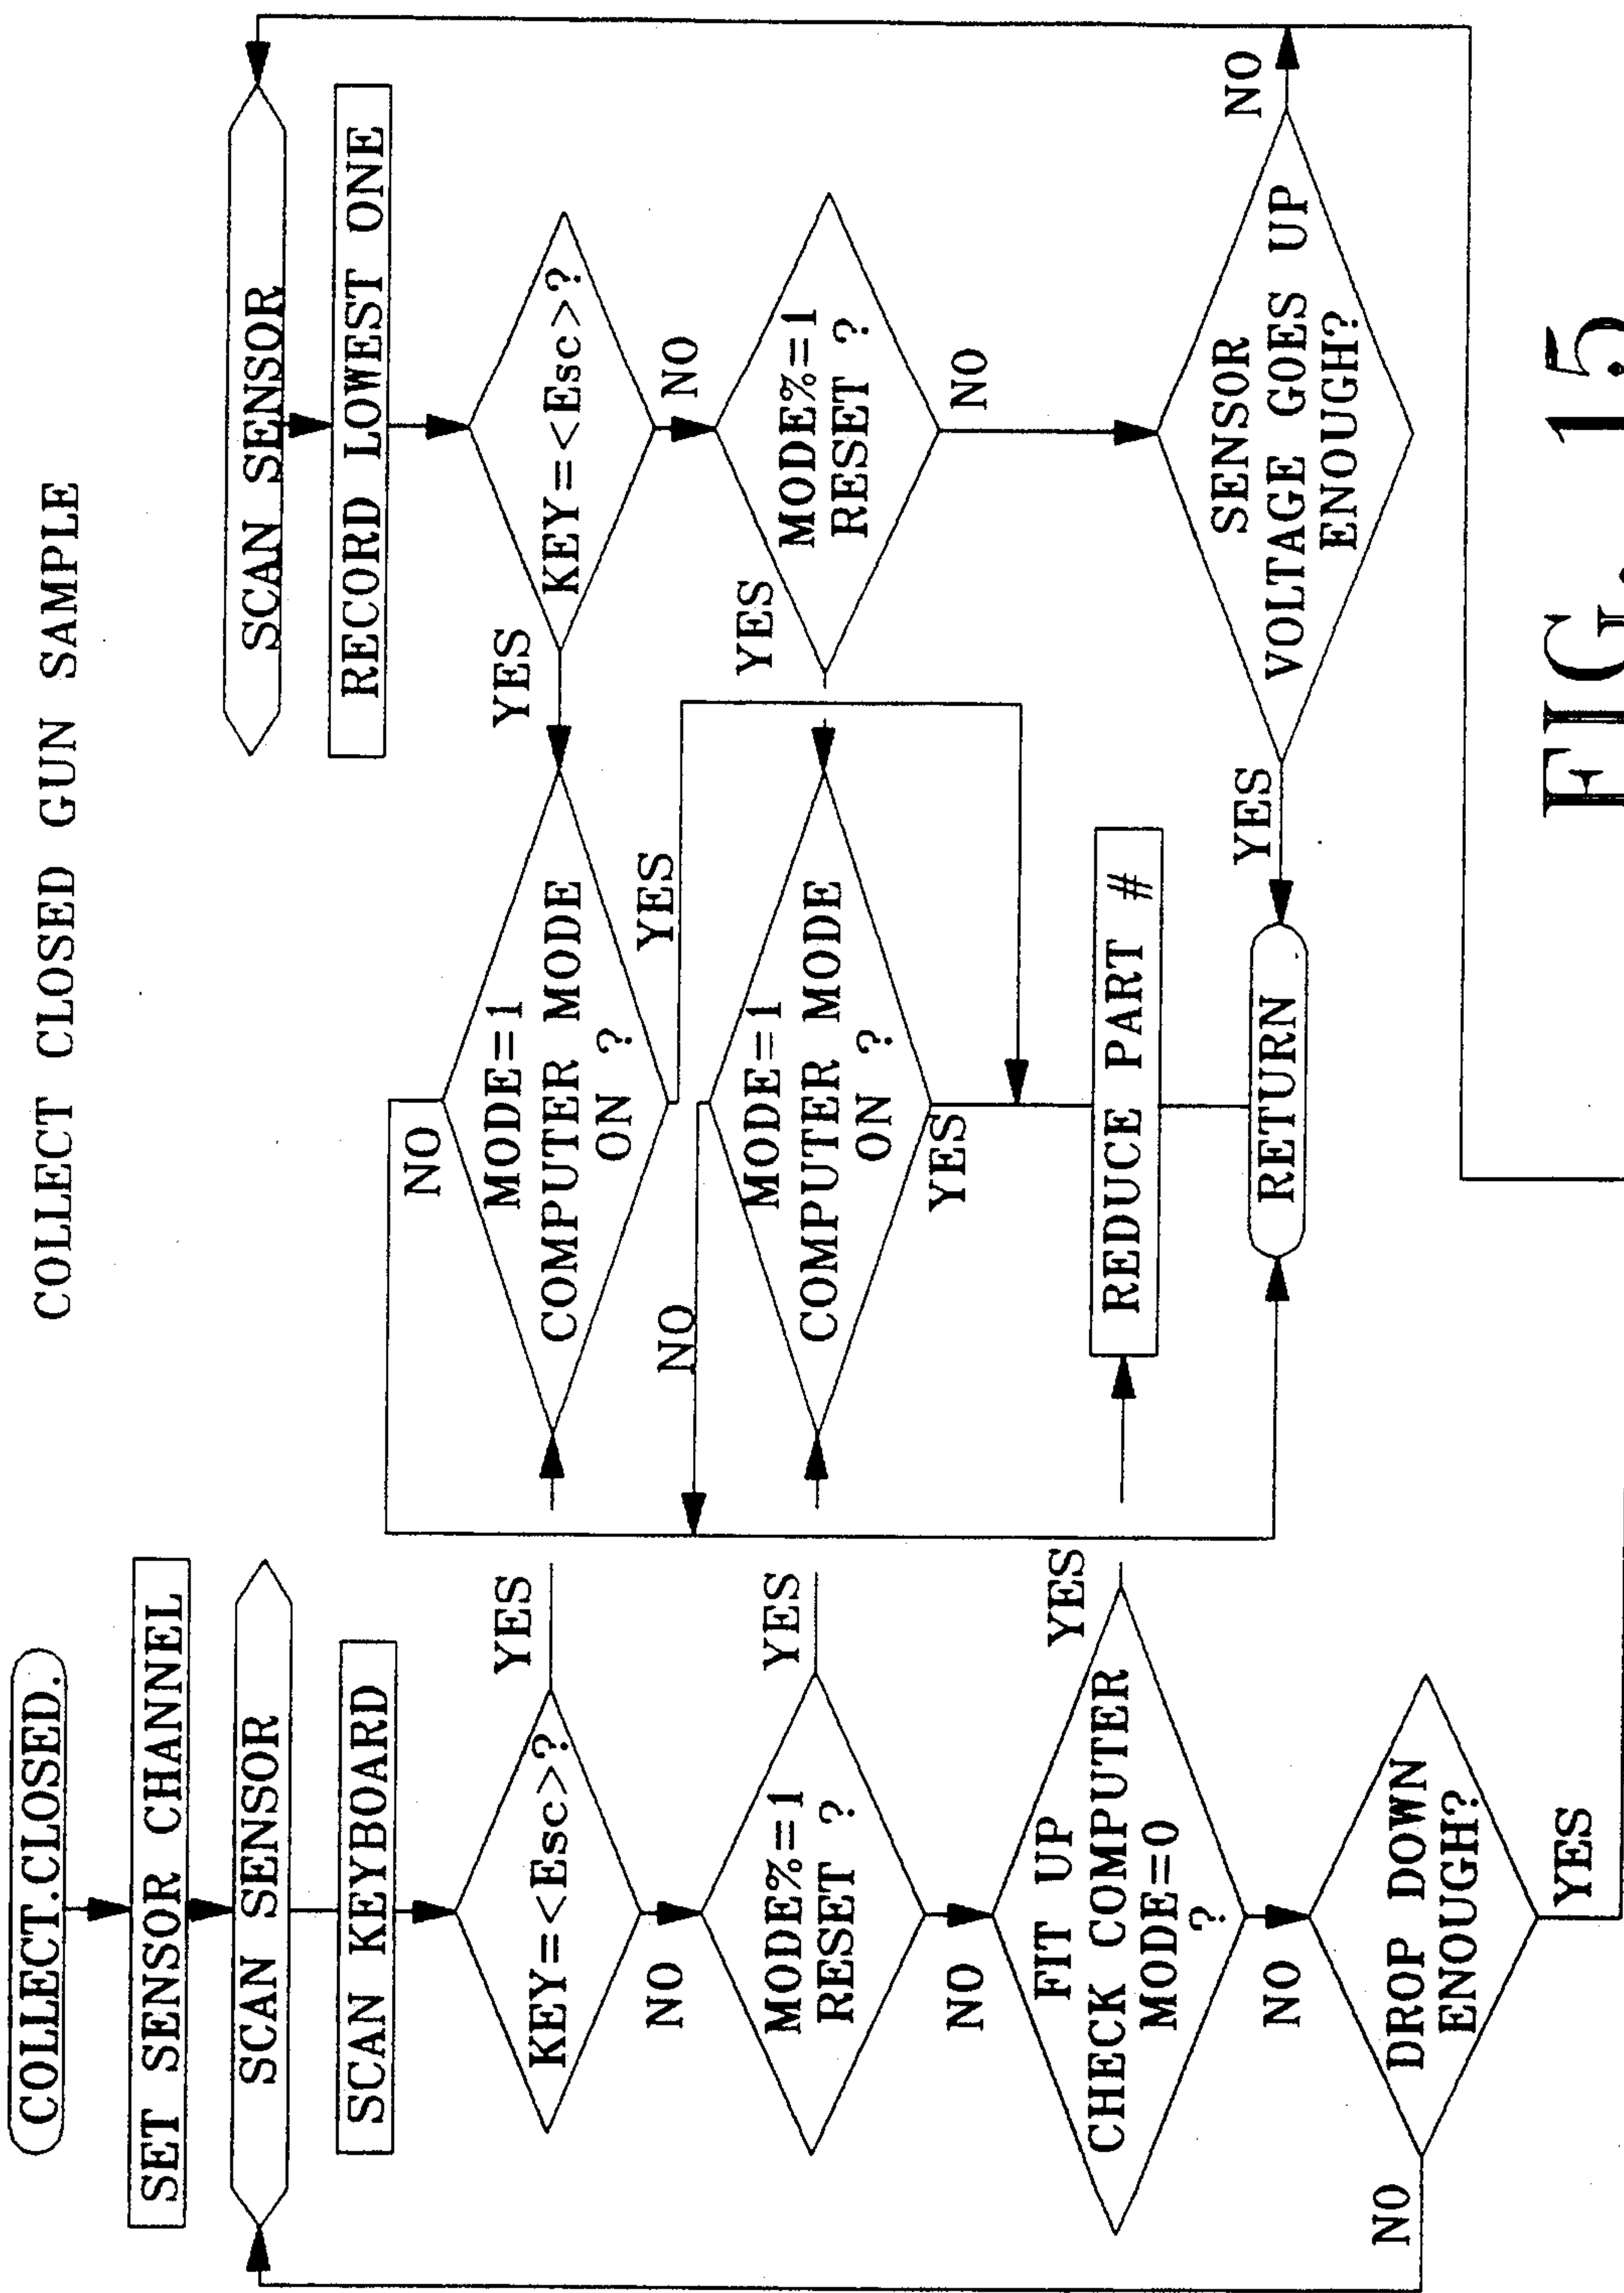 COLLECT CLOSED GUN SAMPLE
COLLECT.CLOSED.
SET SENSOR CHANNEL
SCAN SENSOR
SCAN KEYBOARD
KEY=<Esc>?
YES
NO
MODE%=1
RESET ?
YES
NO
FIT UP
CHECK COMPUTER
MODE=0
?
YES
NO
DROP DOWN
ENOUGH?
NO
YES
NO
MODE=1
COMPUTER MODE
ON ?
YES
NO
MODE=1
COMPUTER MODE
ON ?
YES
REDUCE PART #
RETURN
SCAN SENSOR
RECORD LOWEST ONE
KEY=<Esc>?
YES
NO
MODE%=1
RESET ?
YES
NO
SENSOR
VOLTAGE GOES UP
ENOUGH?
YES
NO
FIG. 15